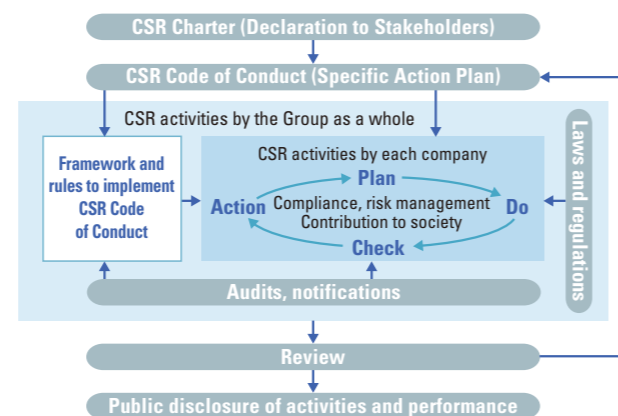 CSR Charter (Declaration to Stakeholders)
CSR Code of Conduct (Specific Action Plan)
CSR activities by the Group as a whole
Framework and
rules to implement
CSR Code
of Conduct
CSR activities by each company
Plan
Action
Compliance, risk management
Contribution to society
Do
Check
Laws and regulations
Audits, notifications
Review
Public disclosure of activities and performance